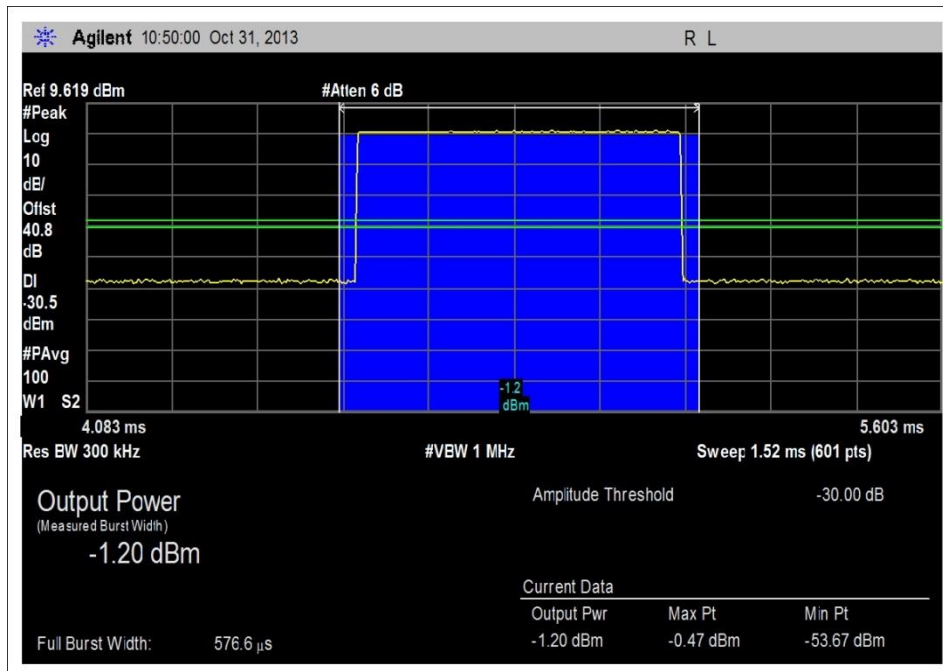 Agilent 10:50:00 Oct 31, 2013 R L
Ref 9.619 dBm #Atten 6 dB
#Peak
Log
10
dB/
Offst
40.8
dB
DI
-30.5
dBm
#PAvg
100
W1 S2
-1.2
dBm
4.083 ms 5.603 ms
Res BW 300 kHz #VBW 1 MHz Sweep 1.52 ms (601 pts)
Output Power Amplitude Threshold -30.00 dB
(Measured Burst Width)
-1.20 dBm
Current Data
Output Pwr Max Pt Min Pt
Full Burst Width: 576.6 μs -1.20 dBm -0.47 dBm -53.67 dBm